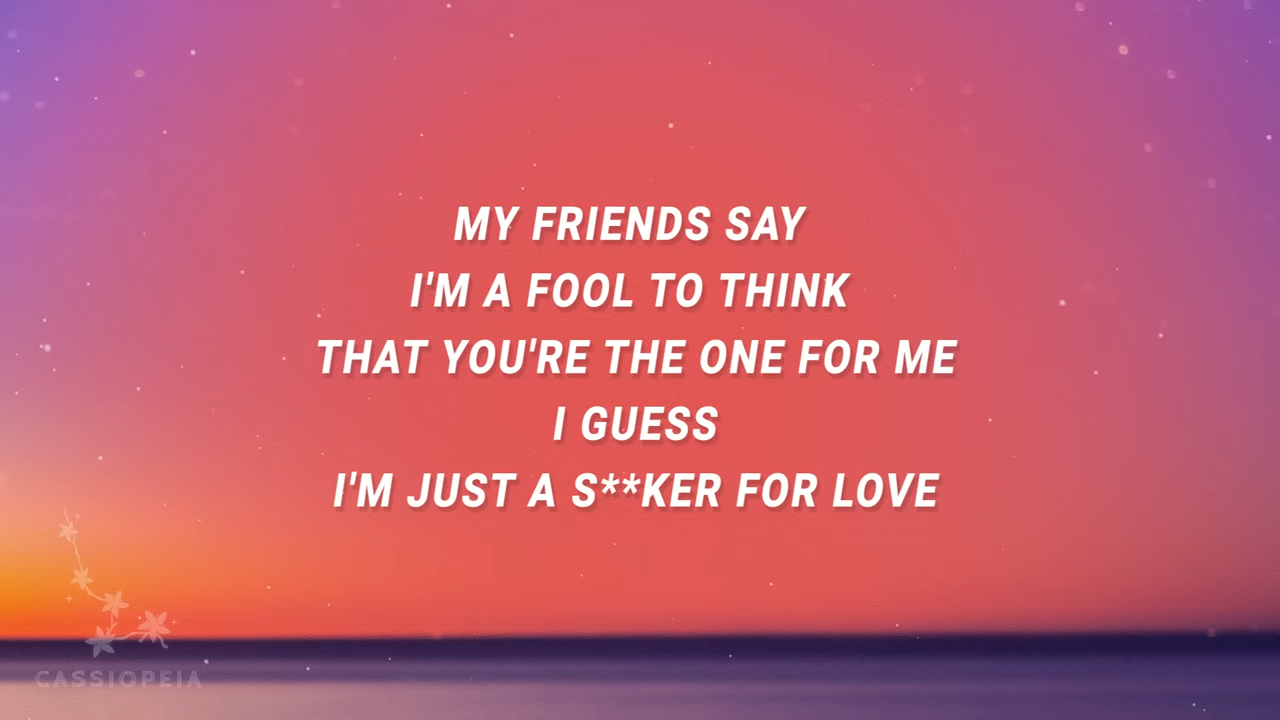 MY FRIENDS SAY
I'M A FOOL TO THINK
THAT YOU'RE THE ONE FOR ME
I GUESS
I'M JUST A S**KER FOR LOVE
CASSIOPEIA